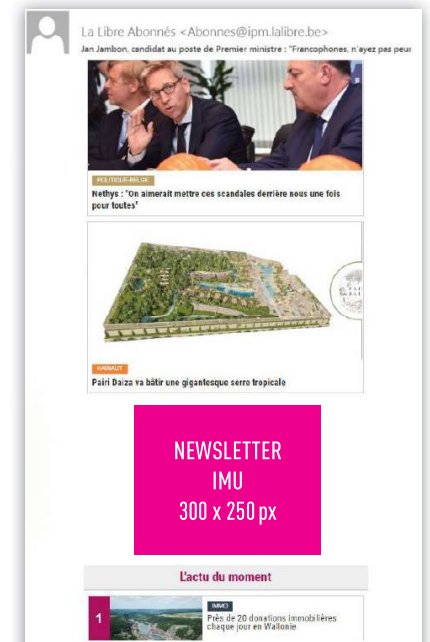 La Libre Abonnés <Abonnes@ipm.lalibre.be>
Jan Jambon, candidat au poste de Premier ministre : "Francophones, n'ayez pas peur
POLITIQUE-BELGE
Nethys : "On aimerait mettre ces scandales derrière nous une fois
pour toutes"
HAINAUT
Pairi Daiza va bâtir une gigantesque serre tropicale
NEWSLETTER
IMU
300 x 250 px
L'actu du moment
1
IMMO
Près de 20 donations immobilières
chaque jour en Wallonie